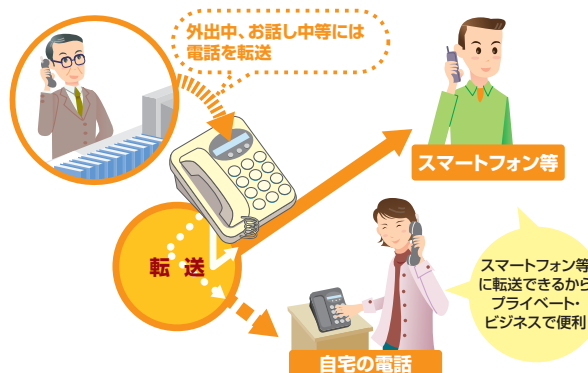 外出中、お話し中等には
電話を転送
スマートフォン等
転 送
スマートフォン等
に転送できるから
プライベート・
ビジネスで便利
自宅の電話